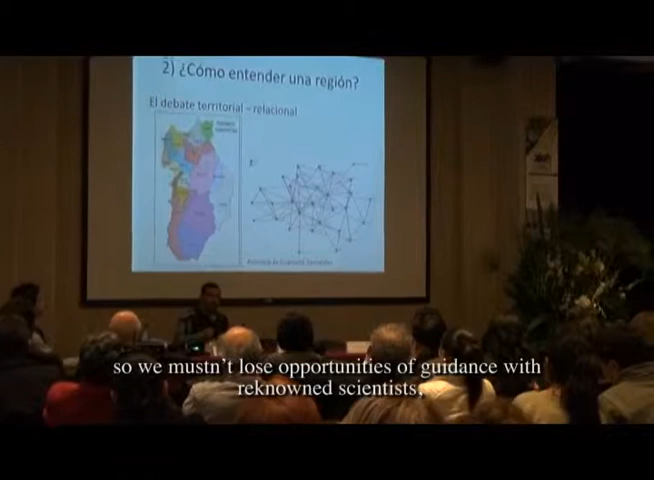 2) ¿Cómo entender una región?
El debate territorial – relacional
so we mustn't lose opportunities of guidance with
reknowned scientists,